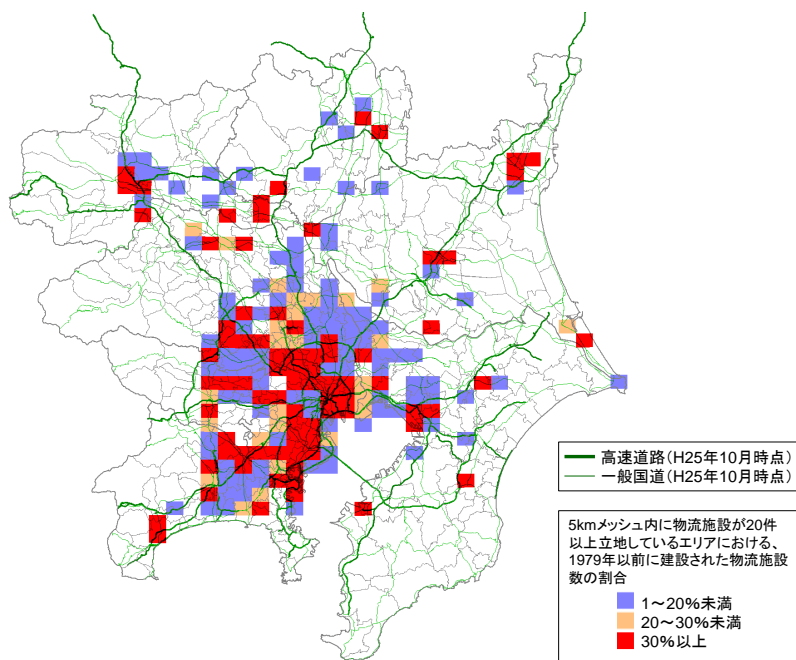 高速道路(H25年10月時点)
一般国道(H25年10月時点)
5kmメッシュ内に物流施設が20件
以上立地しているエリアにおける、
1979年以前に建設された物流施設
数の割合
1～20%未満
20～30%未満
30%以上